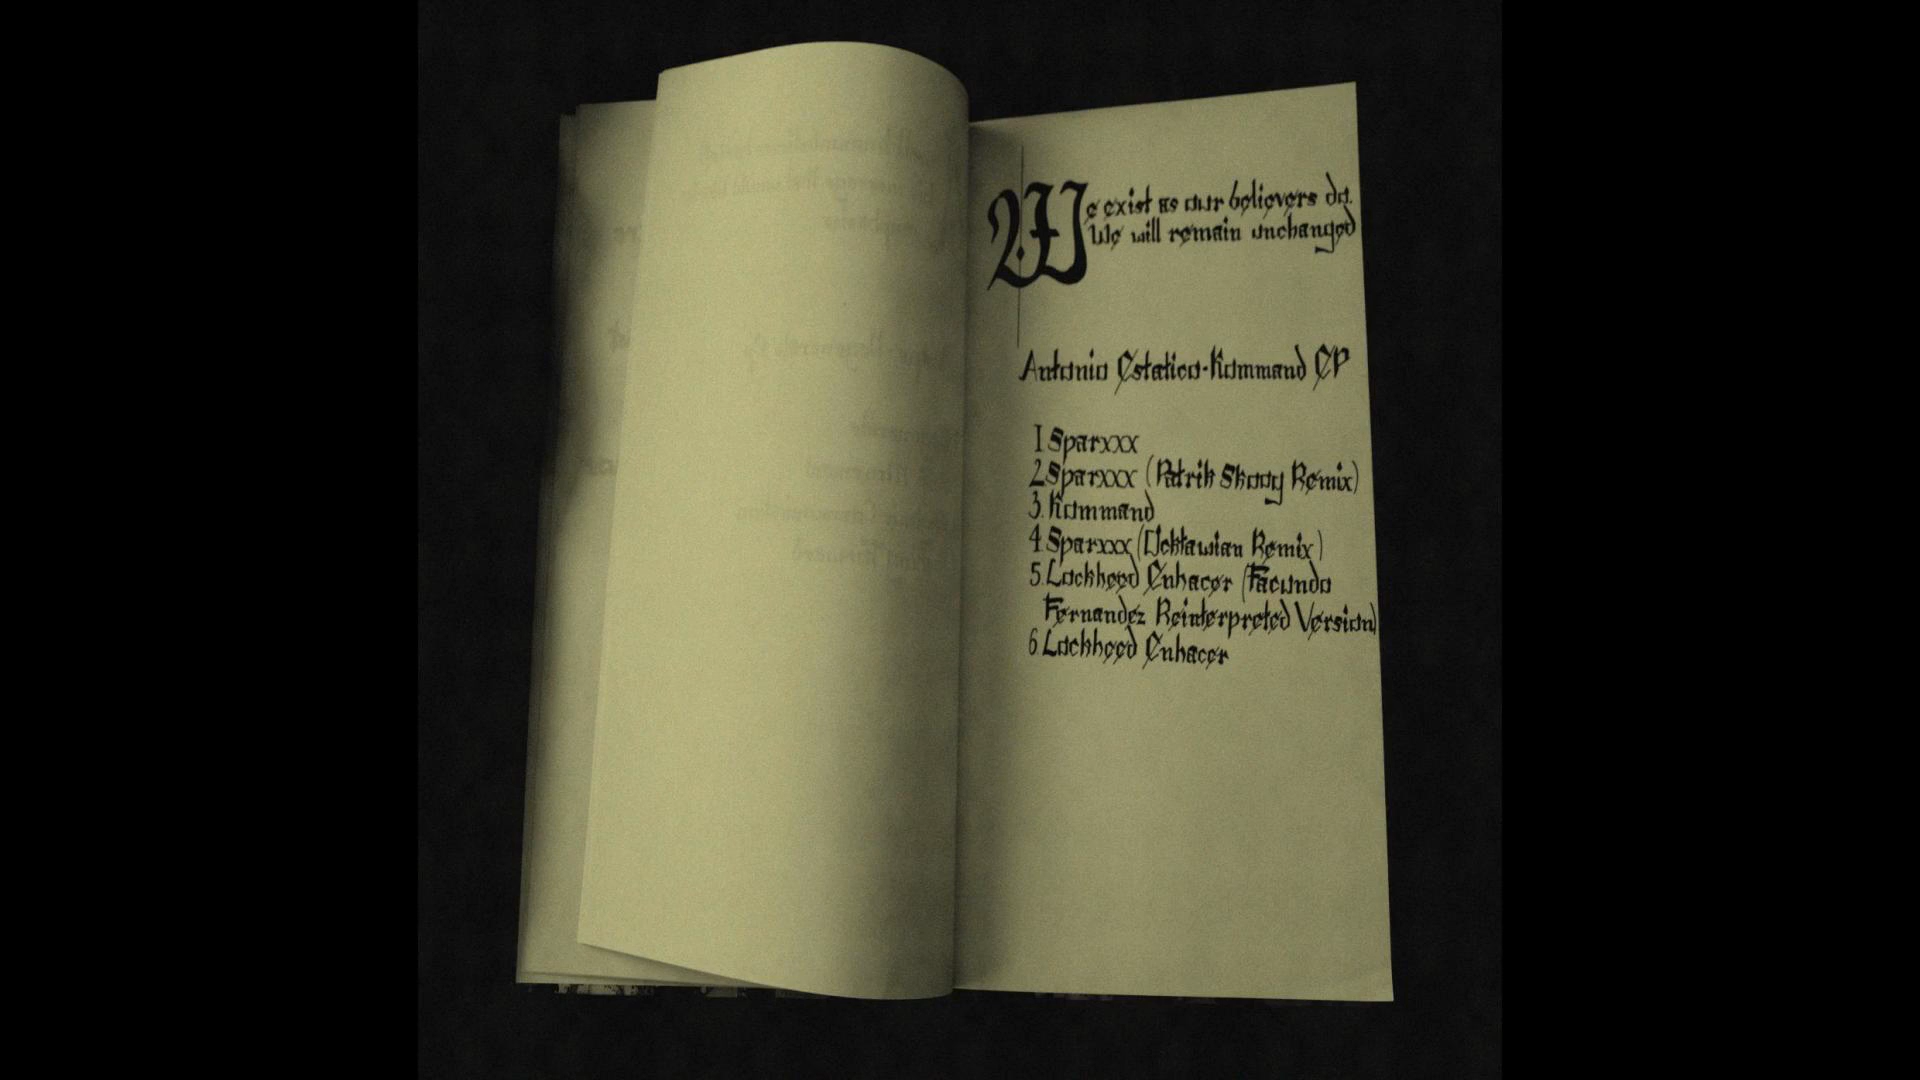 We exist as our believers do.
We will remain unchanged
Antonio Estatico-Kommand EP
1 Sparxxx
2 Sparxxx (Patrik Skoog Remix)
3. Kommand
4 Sparxxx (Ocktawian Remix)
5. Lockheed Enhacer (Facundo
Fernandez Reinterpreted Version)
6 Lockheed Enhacer